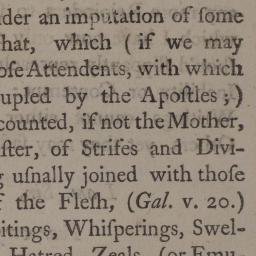 der an imputation of ſome
hat, which ( if we may
oſe Attendents, with which
upled by the Apoſtles ;)
counted, if not the Mother,
ſter, of Strifes and Divi-
g uſnally joined with thoſe
f the Fleſh, (Gal. v. 20.)
itings, Whiſperings, Swel-
Hatred, Zeals, (or Emu-